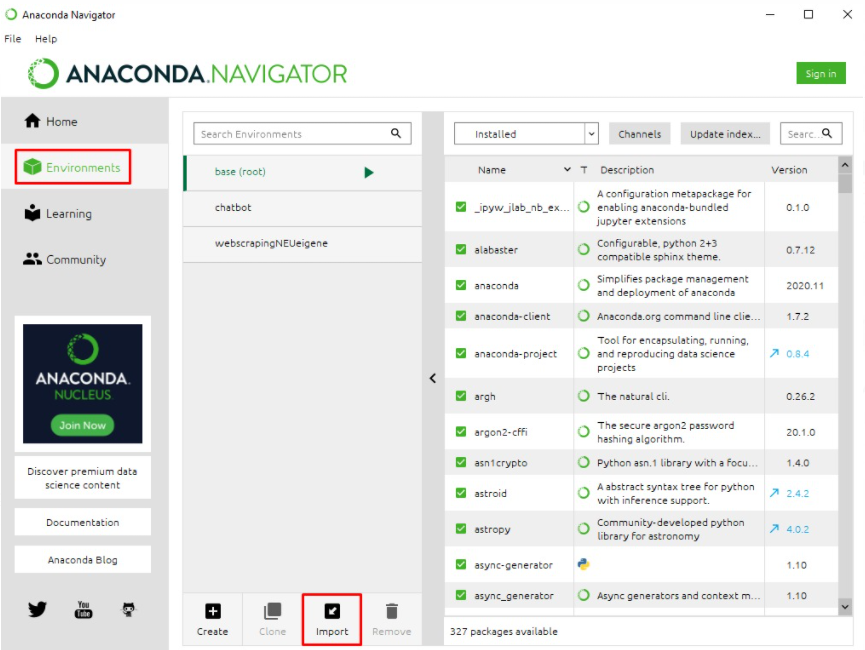 Anaconda Navigator
File Help
ANACONDA.NAVIGATOR
Sign in
Home
Environments
Learning
Community
ANACONDA.
NUCLEUS
Join Now
Discover premium data
science content
Documentation
Anaconda Blog
You
Tube
Search Environments
base (root)
chatbot
webscrapingNEUeigene
Create
Clone
Import
Remove
Installed
Channels
Update index...
Searc...
Name T Description Version
_ipyw_jlab_nb_ex... A configuration metapackage for
enabling anaconda-bundled
jupyter extensions 0.1.0
alabaster Configurable, python 2+3
compatible sphinx theme. 0.7.12
anaconda Simplifies package management
and deployment of anaconda 2020.11
anaconda-client Anaconda.org command line clie... 1.7.2
anaconda-project Tool for encapsulating, running,
and reproducing data science
projects 0.8.4
argh The natural cli. 0.26.2
argon2-cffi The secure argon2 password
hashing algorithm. 20.1.0
asn1crypto Python asn.1 library with a focu... 1.4.0
astroid A abstract syntax tree for python
with inference support. 2.4.2
astropy Community-developed python
library for astronomy 4.0.2
async-generator 1.10
async_generator Async generators and context m... 1.10
327 packages available